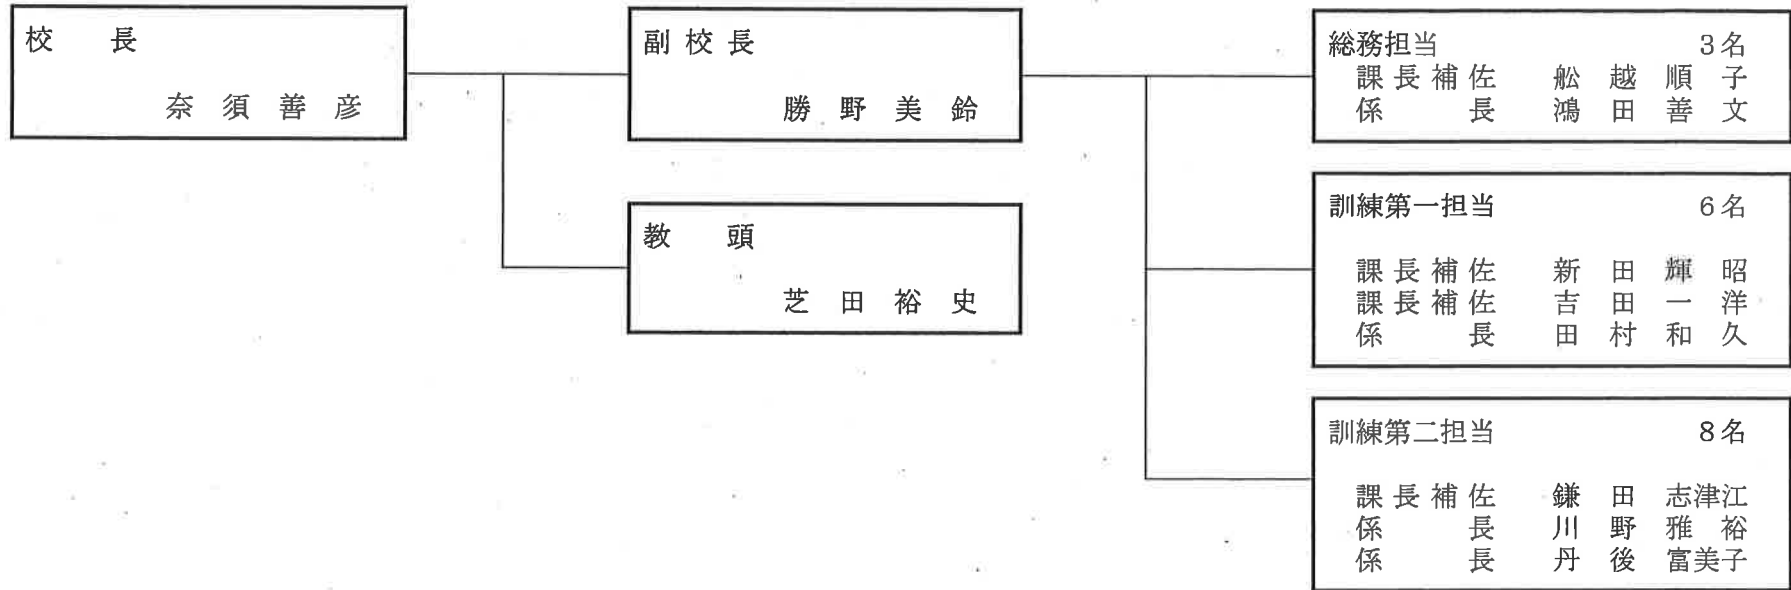 校長
奈須善彦
副校長
勝野美鈴
教頭
芝田裕史
総務担当 3名
課長補佐 舩越順子
係長 鴻田善文
訓練第一担当 6名
課長補佐 新田輝昭
課長補佐 吉田一洋
係長 田村和久
訓練第二担当 8名
課長補佐 鎌田志津江
係長 川野雅裕
係長 丹後富美子